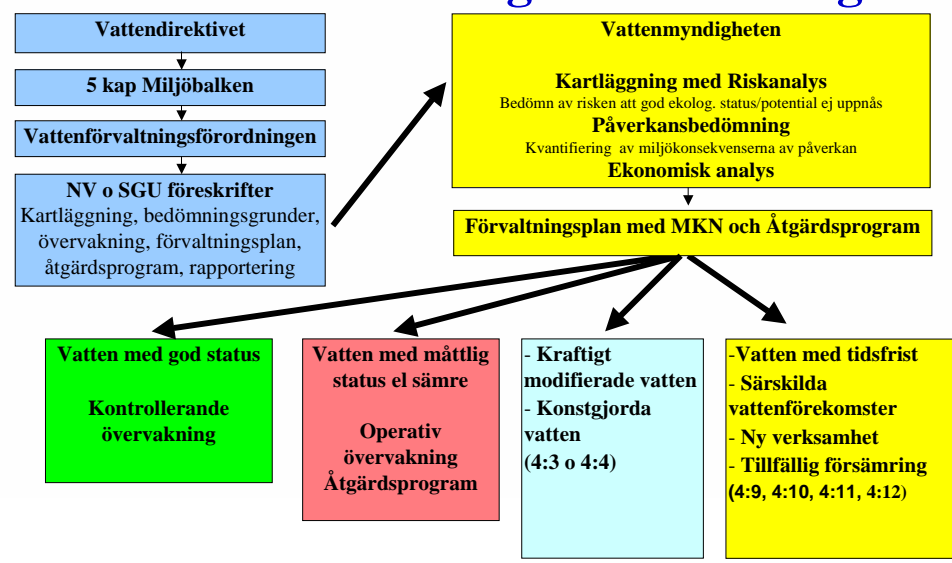 Vattendirektivet
5 kap Miljöbalken
Vattenförvaltningsförordningen
NV o SGU föreskrifter
Kartläggning, bedömningsgrunder,
övervakning, förvaltningsplan,
åtgärdsprogram, rapportering
Vattenmyndigheten
Kartläggning med Riskanalys
Bedömn av risken att god ekolog. status/potential ej uppnås
Påverkansbedömning
Kvantifiering av miljökonsekvenserna av påverkan
Ekonomisk analys
Förvaltningsplan med MKN och Åtgärdsprogram
Vatten med god status
Kontrollerande
övervakning
Vatten med måttlig
status el sämre
Operativ
övervakning
Åtgärdsprogram
- Kraftigt
modifierade vatten
- Konstgjorda
vatten
(4:3 o 4:4)
-Vatten med tidsfrist
- Särskilda
vattenförekomster
- Ny verksamhet
- Tillfällig försämring
(4:9, 4:10, 4:11, 4:12)